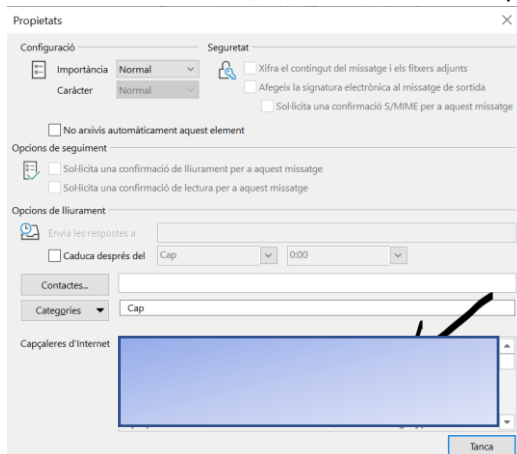 Propietats
Configuració
Seguretat
Importància Normal
Xifra el contingut del missatge i els fitxers adjunts
Caràcter Normal
Afegeix la signatura electrònica al missatge de sortida
Sol·licita una confirmació S/MIME per a aquest missatge
No arxivis automàticament aquest element
Opcions de seguiment
Sol·licita una confirmació de lliurament per a aquest missatge
Sol·licita una confirmació de lectura per a aquest missatge
Opcions de lliurament
Envia les respostes a
Caduca després del Cap 0:00
Contactes...
Categories Cap
Capçaleres d'Internet
Tanca